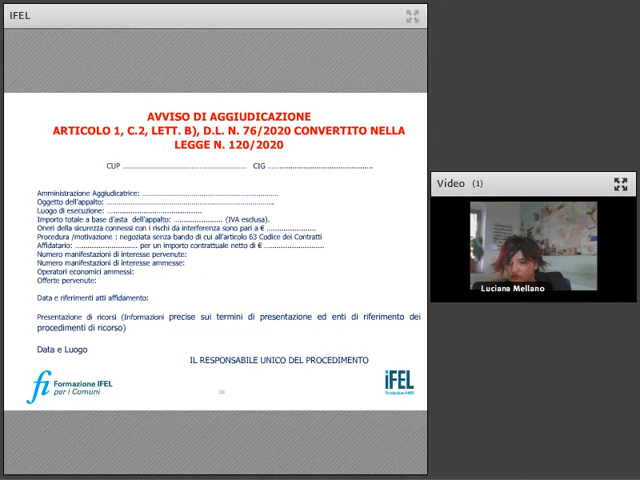 IFEL
AVVISO DI AGGIUDICAZIONE
ARTICOLO 1, C.2, LETT. B), D.L. N. 76/2020 CONVERTITO NELLA
LEGGE N. 120/2020
CUP ………………………………………………… CIG …………………………………………
Amministrazione Aggiudicatrice: …………………………………………………
Oggetto dell'appalto: ……………………………………………………………….
Luogo di esecuzione: ……………………………………
Importo totale a base d'asta dell'appalto: …………………. (IVA esclusa).
Oneri della sicurezza connessi con i rischi da interferenza sono pari a € …………………
Procedura /motivazione : negoziata senza bando di cui all'articolo 63 Codice dei Contratti
Affidatario: ………………………. per un importo contrattuale netto di € ……………………
Numero manifestazioni di interesse pervenute:
Numero manifestazioni di interesse ammesse:
Operatori economici ammessi:
Offerte pervenute:
Data e riferimenti atti affidamento:
Presentazione di ricorsi (Informazioni precise sui termini di presentazione ed enti di riferimento dei
procedimenti di ricorso)
Data e Luogo
IL RESPONSABILE UNICO DEL PROCEDIMENTO
fi Formazione IFEL
per i Comuni
iFEL
Fondazione ANCI
Video (1)
Luciana Mellano